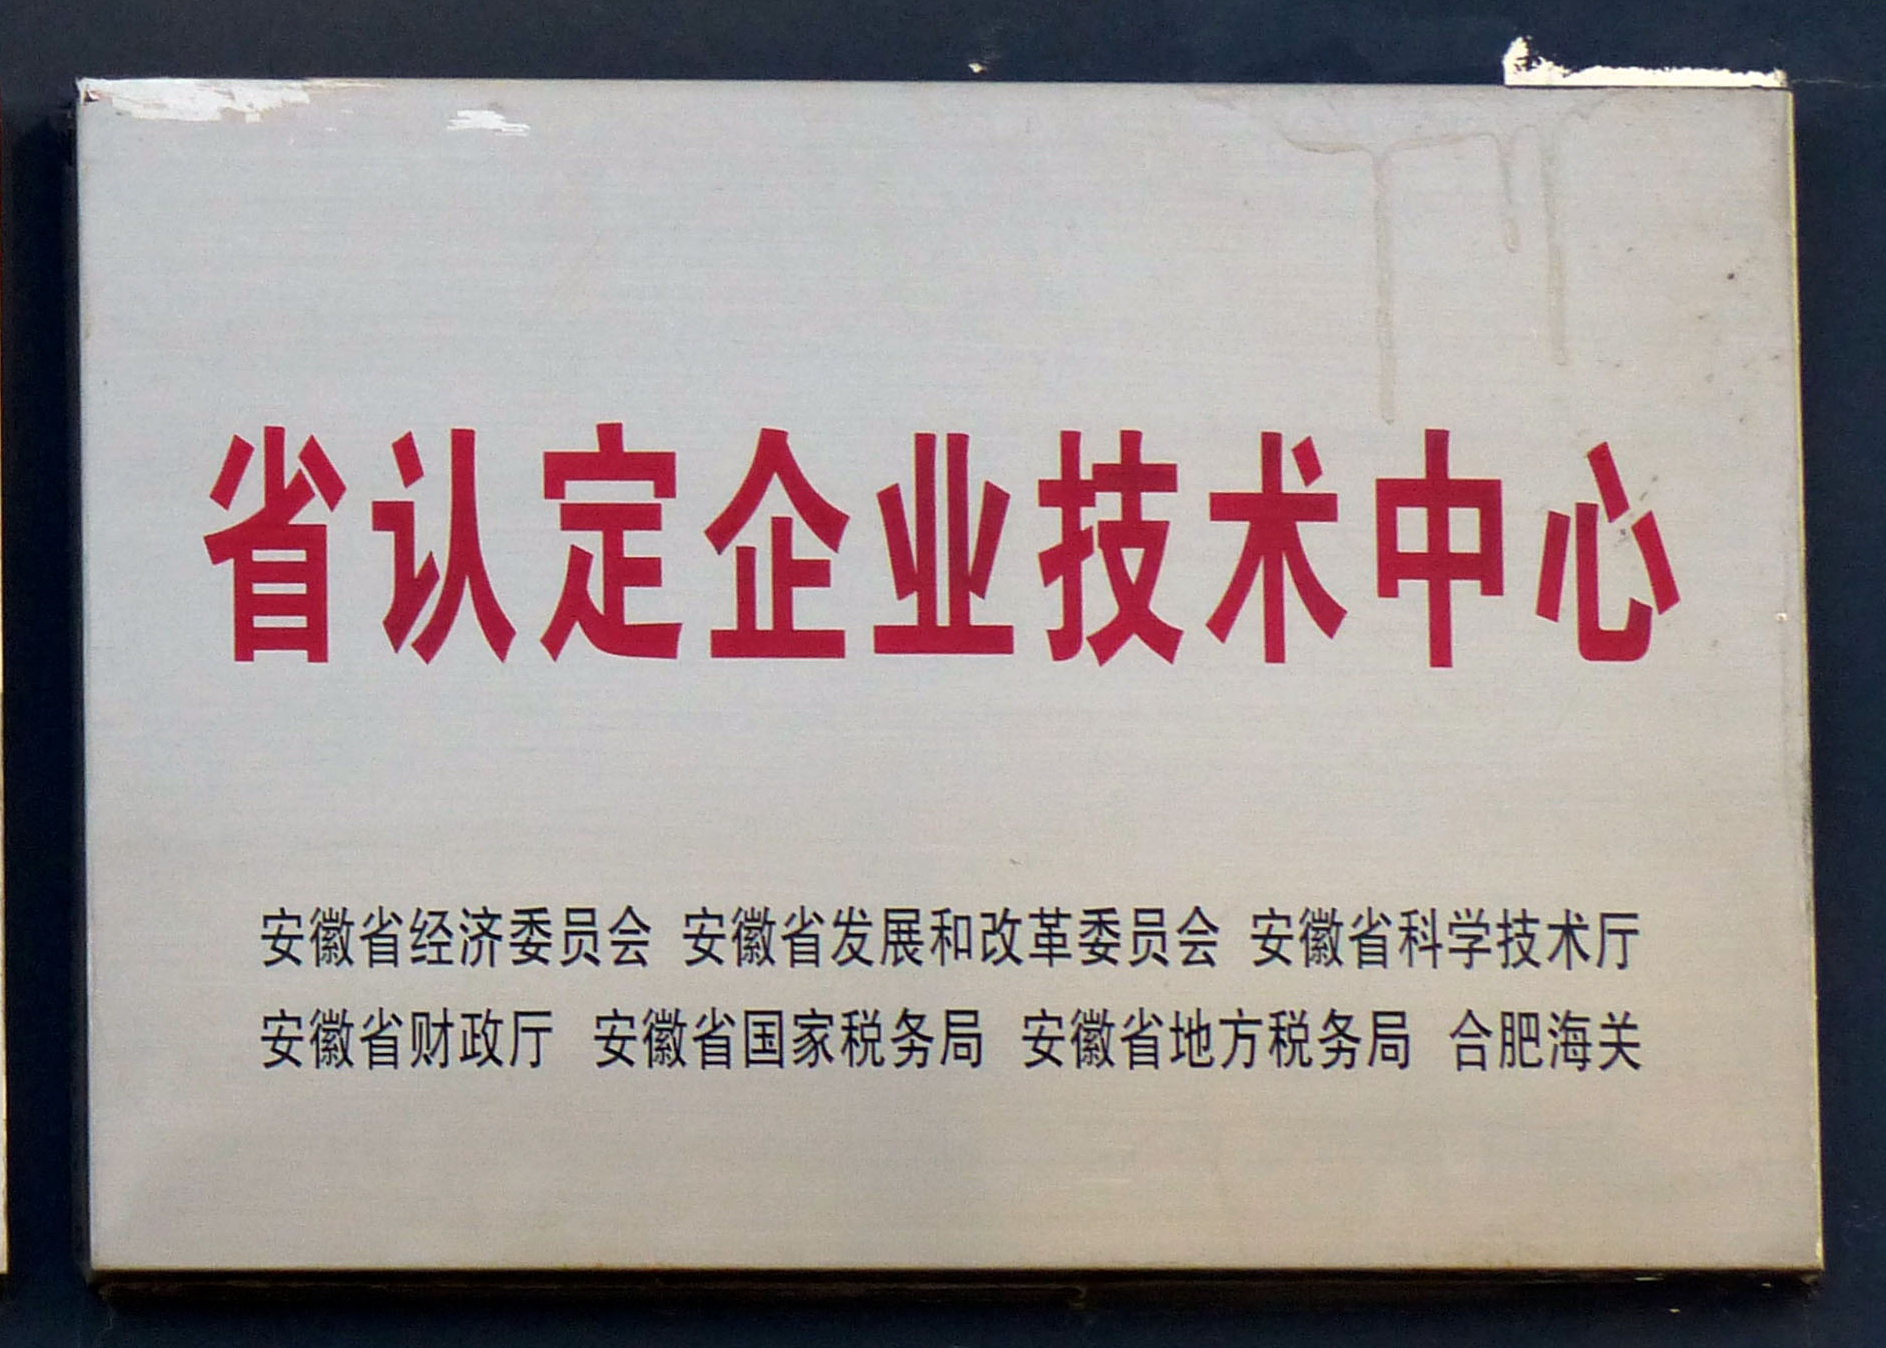 省认定企业技术中心
安徽省经济委员会 安徽省发展和改革委员会 安徽省科学技术厅
安徽省财政厅 安徽省国家税务局 安徽省地方税务局 合肥海关